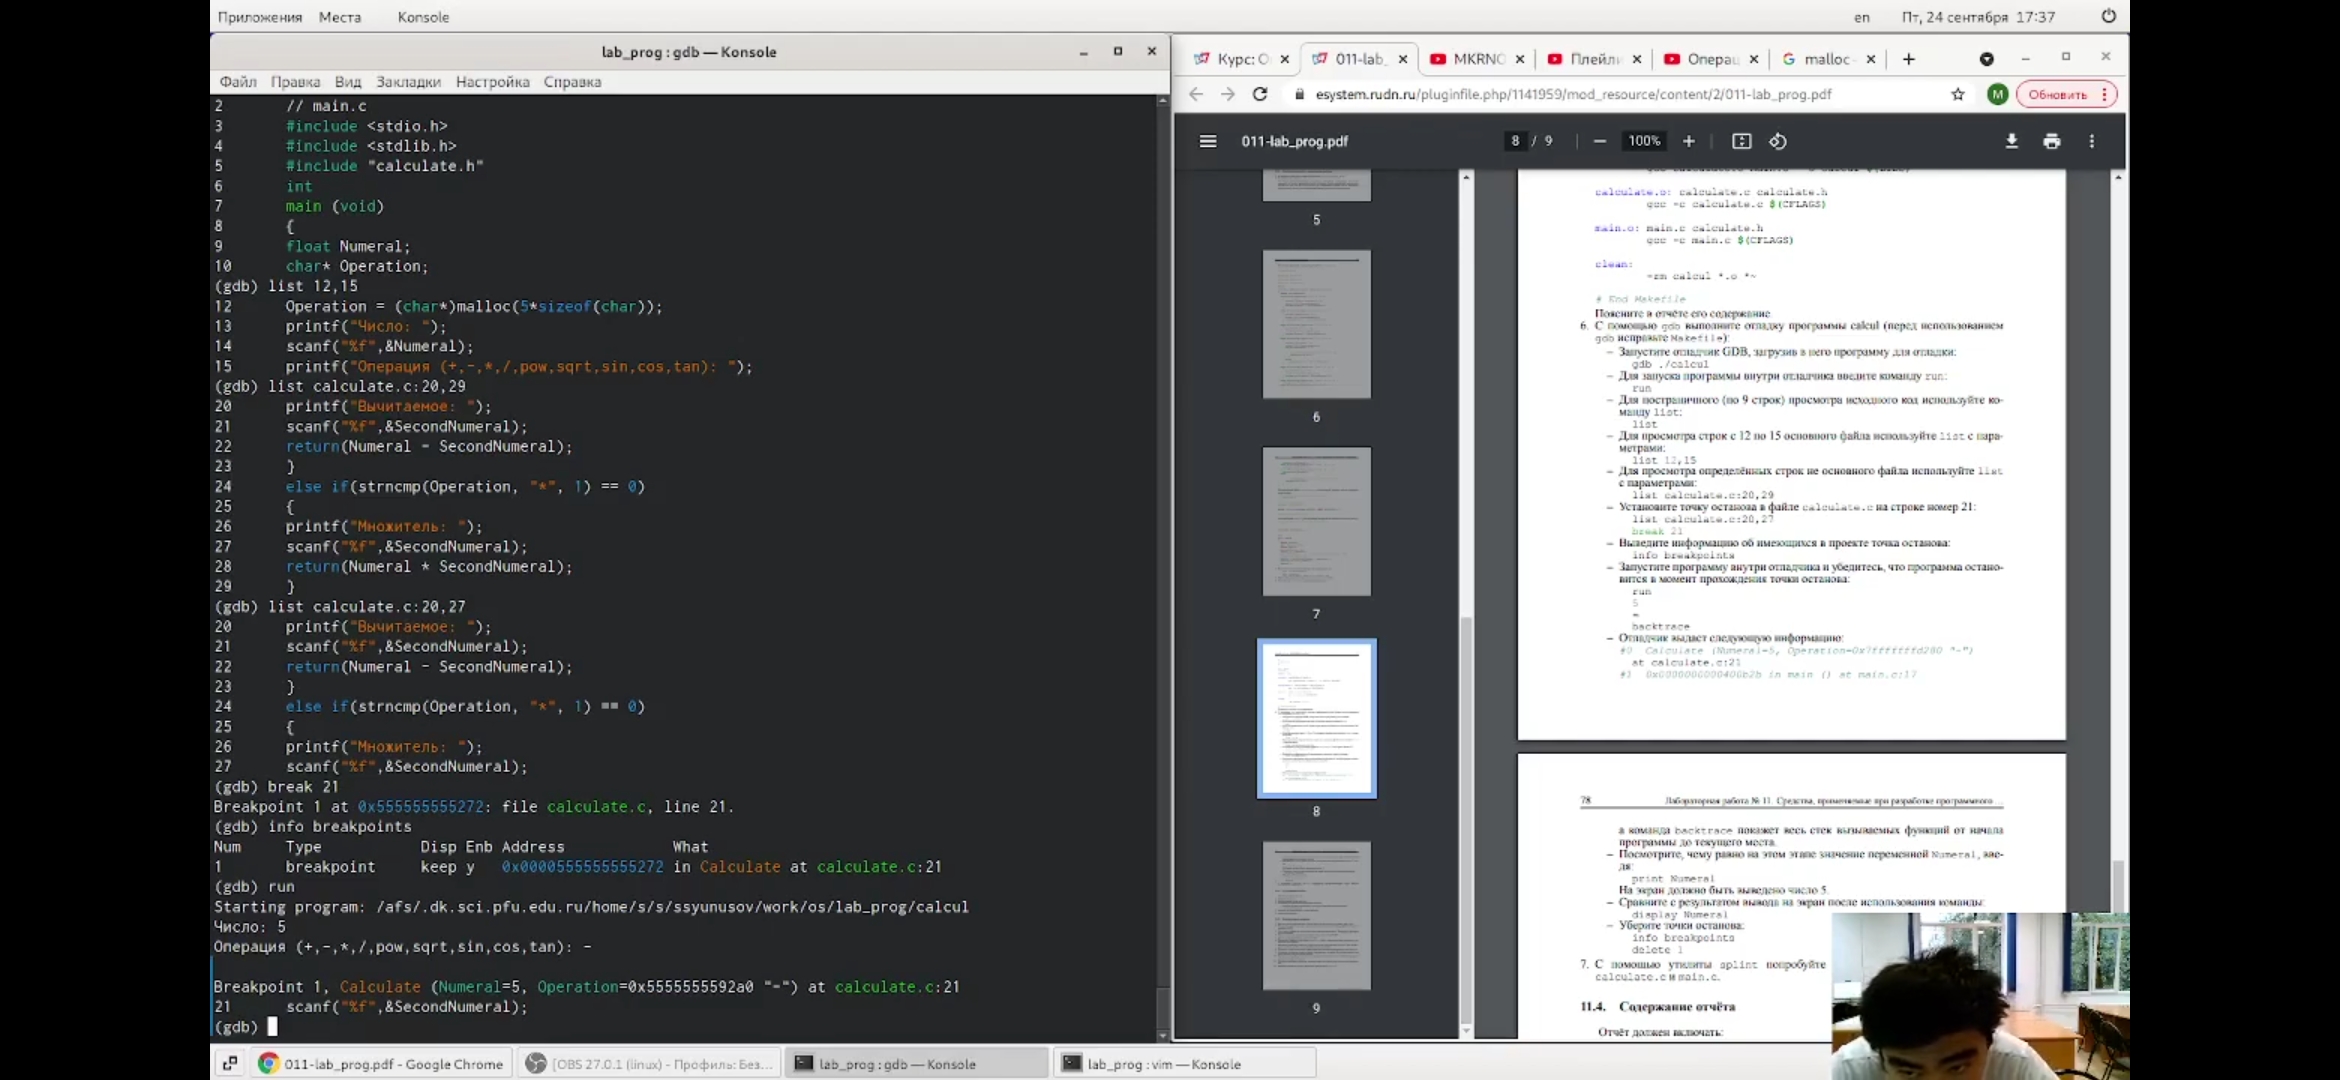 Приложения Места Konsole
en Пт, 24 сентября 17:37
lab_prog : gdb — Konsole
Файл Правка Вид Закладки Настройка Справка
2 // main.c
3 #include <stdio.h>
4 #include <stdlib.h>
5 #include "calculate.h"
6 int
7 main (void)
8 {
9 float Numeral;
10 char* Operation;
(gdb) list 12,15
12 Operation = (char*)malloc(5*sizeof(char));
13 printf("Число: ");
14 scanf("%f",&Numeral);
15 printf("Операция (+,-,*,/,pow,sqrt,sin,cos,tan): ");
(gdb) list calculate.c:20,29
20 printf("Вычитаемое: ");
21 scanf("%f",&SecondNumeral);
22 return(Numeral - SecondNumeral);
23 }
24 else if(strncmp(Operation, "*", 1) == 0)
25 {
26 printf("Множитель: ");
27 scanf("%f",&SecondNumeral);
28 return(Numeral * SecondNumeral);
29 }
(gdb) list calculate.c:20,27
20 printf("Вычитаемое: ");
21 scanf("%f",&SecondNumeral);
22 return(Numeral - SecondNumeral);
23 }
24 else if(strncmp(Operation, "*", 1) == 0)
25 {
26 printf("Множитель: ");
27 scanf("%f",&SecondNumeral);
(gdb) break 21
Breakpoint 1 at 0x555555555272: file calculate.c, line 21.
(gdb) info breakpoints
Num Type Disp Enb Address What
1 breakpoint keep y 0x0000555555555272 in Calculate at calculate.c:21
(gdb) run
Starting program: /afs/.dk.sci.pfu.edu.ru/home/s/s/ssyunusov/work/os/lab_prog/calcul
Число: 5
Операция (+,-,*,/,pow,sqrt,sin,cos,tan): -
Breakpoint 1, Calculate (Numeral=5, Operation=0x5555555592a0 "-") at calculate.c:21
21 scanf("%f",&SecondNumeral);
(gdb)
Курс: О 011-lab_ MKRNC Плейли Операц malloc -
esystem.rudn.ru/pluginfile.php/1141959/mod_resource/content/2/011-lab_prog.pdf
M Обновить
011-lab_prog.pdf 8 / 9 100%
5
6
7
8
9
calculate.o: calculate.c calculate.h
gcc -c calculate.c $(CFLAGS)
main.o: main.c calculate.h
gcc -c main.c $(CFLAGS)
clean:
-rm calcul *.o *~
# End Makefile
Поясните в отчёте его содержание.
6. С помощью gdb выполните отладку программы calcul (перед использованием
gdb исправьте Makefile):
– Запустите отладчик GDB, загрузив в него программу для отладки:
gdb ./calcul
– Для запуска программы внутри отладчика введите команду run:
run
– Для постраничного (по 9 строк) просмотра исходного код используйте ко-
манду list:
list
– Для просмотра строк с 12 по 15 основного файла используйте list с пара-
метрами:
list 12,15
– Для просмотра определённых строк не основного файла используйте list
с параметрами:
list calculate.c:20,29
– Установите точку останова в файле calculate.c на строке номер 21:
list calculate.c:20,27
break 21
– Выведите информацию об имеющихся в проекте точка останова:
info breakpoints
– Запустите программу внутри отладчика и убедитесь, что программа остано-
вится в момент прохождения точки останова:
run
5
-
backtrace
– Отладчик выдаст следующую информацию:
#0 Calculate (Numeral=5, Operation=0x7fffffffd280 "-")
at calculate.c:21
#1 0x0000000000400b2b in main () at main.c:17
78 Лабораторная работа № 11. Средства, применяемые при разработке программного ...
а команда backtrace покажет весь стек вызываемых функций от начала
программы до текущего места.
– Посмотрите, чему равно на этом этапе значение переменной Numeral, вве-
дя:
print Numeral
На экран должно быть выведено число 5.
– Сравните с результатом вывода на экран после использования команды:
display Numeral
– Уберите точки останова:
info breakpoints
delete 1
7. С помощью утилиты splint попробуйте
calculate.c и main.c.
11.4. Содержание отчёта
Отчёт должен включать:
011-lab_prog.pdf - Google Chrome [OBS 27.0.1 (linux) - Профиль: Без... lab_prog : gdb — Konsole lab_prog : vim — Konsole